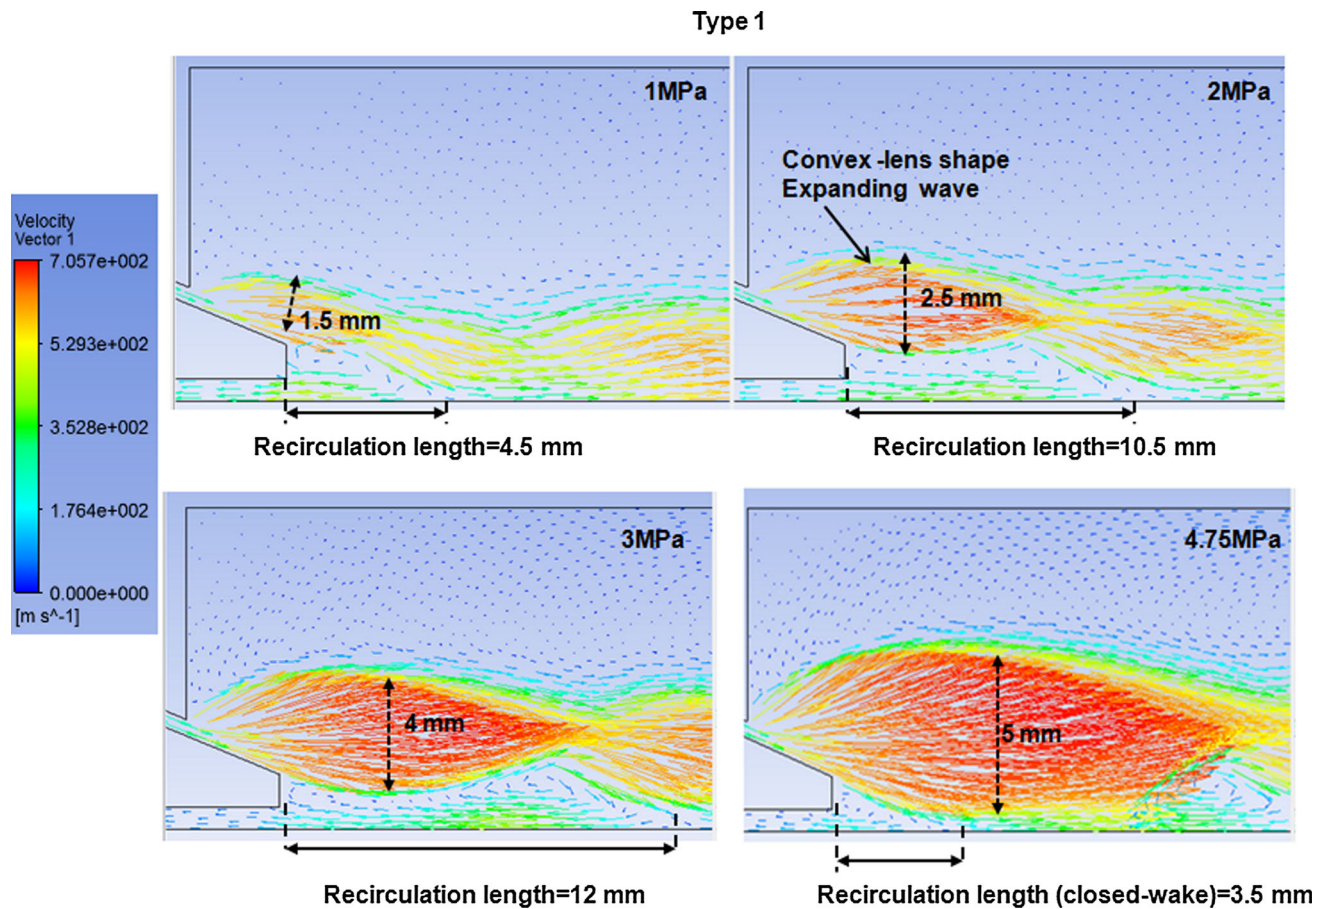 Type 1
1MPa
2MPa
Convex -lens shape
Expanding wave
Velocity
Vector 1
7.057e+002
5.293e+002
3.528e+002
1.764e+002
0.000e+000
[m s^-1]
1.5 mm
2.5 mm
Recirculation length=4.5 mm
Recirculation length=10.5 mm
3MPa
4.75MPa
4 mm
5 mm
Recirculation length=12 mm
Recirculation length (closed-wake)=3.5 mm